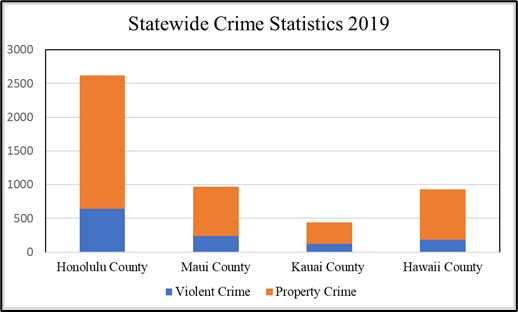 Statewide Crime Statistics 2019
3000
2500
2000
1500
1000
500
0
Honolulu County Maui County Kauai County Hawaii County
Violent Crime Property Crime